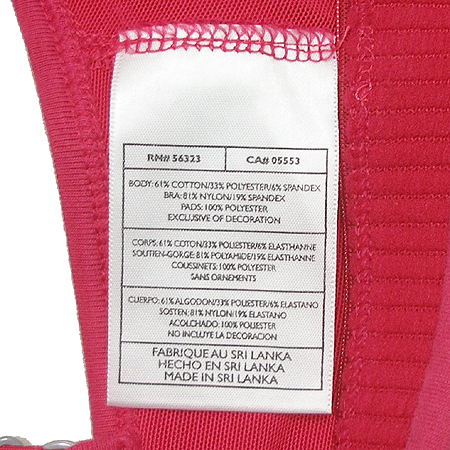 RN# 56323 CA# 05553
BODY: 61% COTTON/33% POLYESTER/6% SPANDEX
BRA: 81% NYLON/19% SPANDEX
PADS: 100% POLYESTER
EXCLUSIVE OF DECORATION
CORPS: 61% COTON/33% POLIESTER/6% ELASTHANNE
SOUTIEN-GORGE: 81% POLYAMIDE/19% ELASTHANNE
COUSSINETS: 100% POLYESTER
SANS ORNEMENTS
CUERPO: 61% ALGODON/33% POLIESTER/6% ELASTANO
SOSTEN: 81% NYLON/19% ELASTANO
ACOLCHADO: 100% POLIESTER
NO INCLUYE LA DECORACION
FABRIQUE AU SRI LANKA
HECHO EN SRI LANKA
MADE IN SRI LANKA